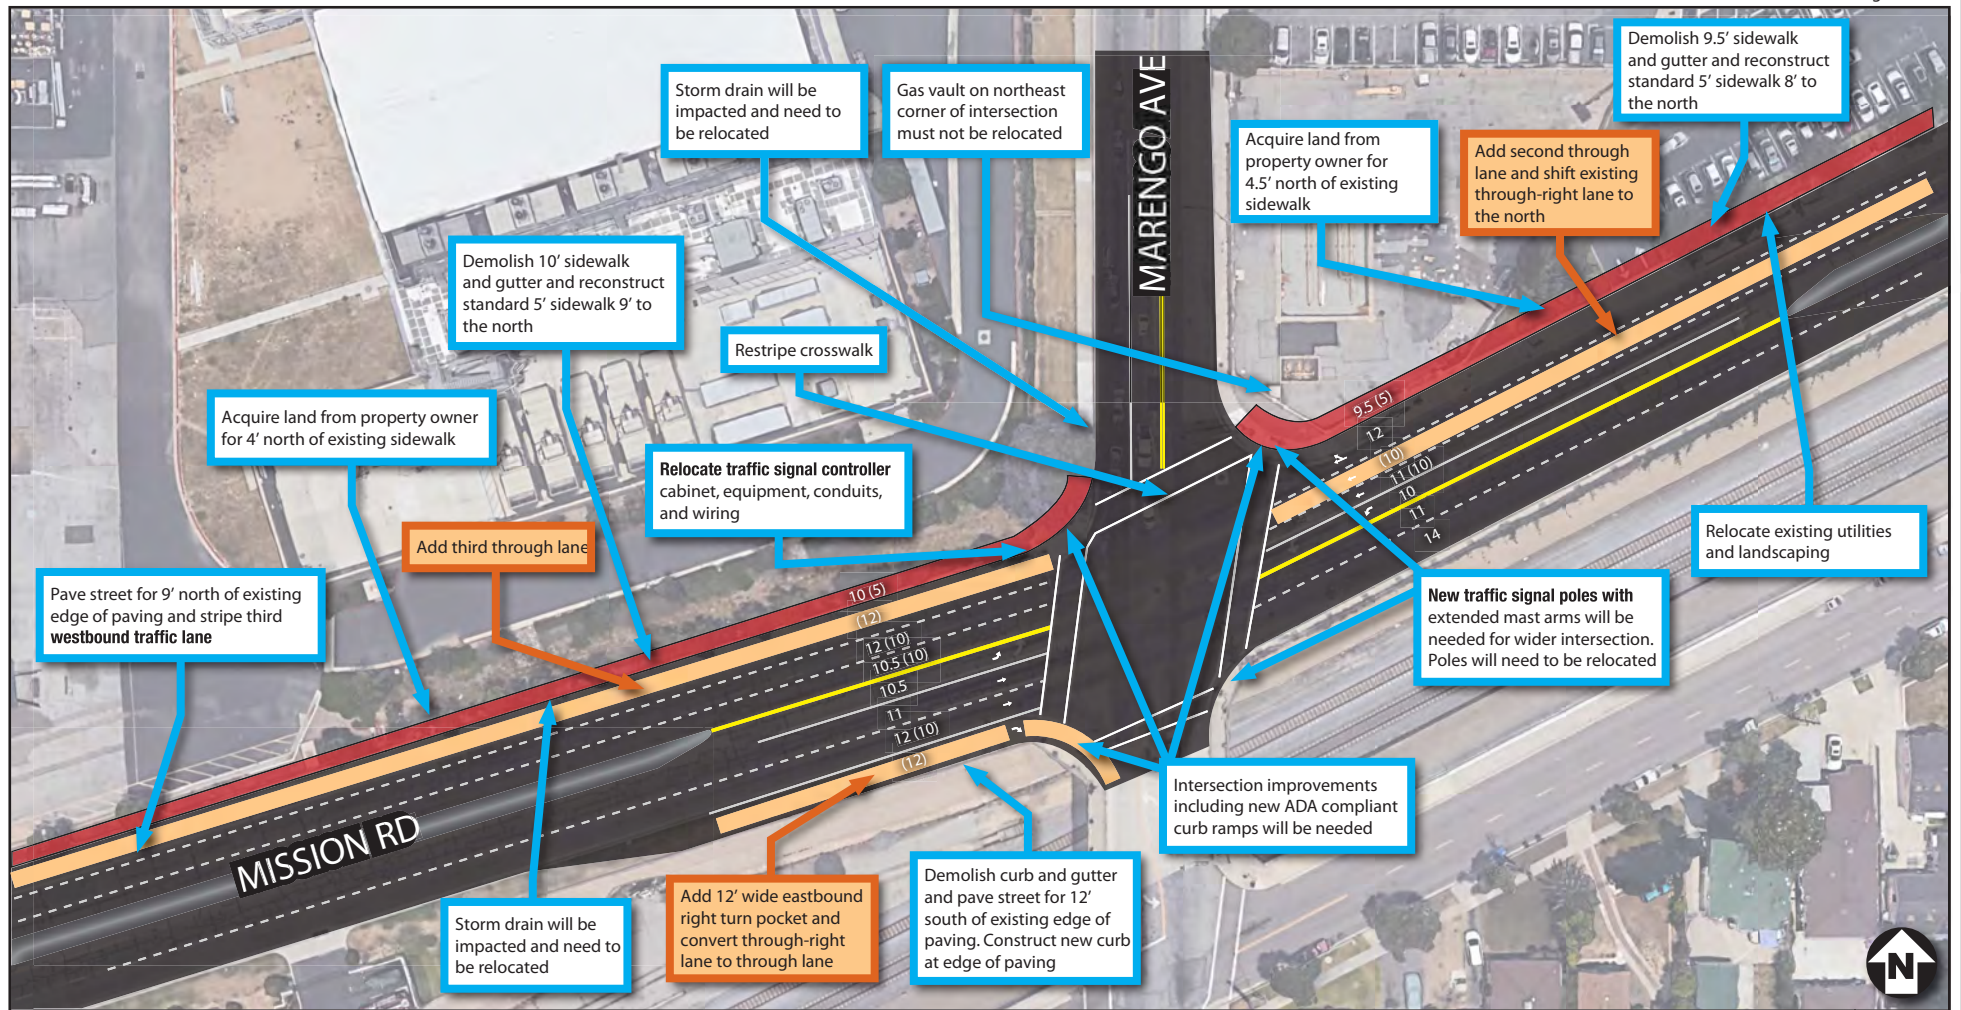 Demolish 9.5’ sidewalk
and gutter and reconstruct
standard 5’ sidewalk 8’ to
the north
Storm drain will be
impacted and need to
be relocated
Gas vault on northeast
corner of intersection
must not be relocated
MARENGO AVE
Acquire land from
property owner for
4.5’ north of existing
sidewalk
Add second through
lane and shift existing
through-right lane to
the north
Demolish 10’ sidewalk
and gutter and reconstruct
standard 5’ sidewalk 9’ to
the north
Restripe crosswalk
Acquire land from property owner
for 4’ north of existing sidewalk
Relocate traffic signal controller
cabinet, equipment, conduits,
and wiring
Add third through lane
9.5 (5)
12
(10)
11 (10)
10
11
14
Relocate existing utilities
and landscaping
Pave street for 9’ north of existing
edge of paving and stripe third
westbound traffic lane
10 (5)
(12)
12 (10)
10.5 (10)
10.5
11
12 (10)
(12)
New traffic signal poles with
extended mast arms will be
needed for wider intersection.
Poles will need to be relocated
Intersection improvements
including new ADA compliant
curb ramps will be needed
MISSION RD
Storm drain will be
impacted and need to
be relocated
Add 12’ wide eastbound
right turn pocket and
convert through-right
lane to through lane
Demolish curb and gutter
and pave street for 12’
south of existing edge of
paving. Construct new curb
at edge of paving
N